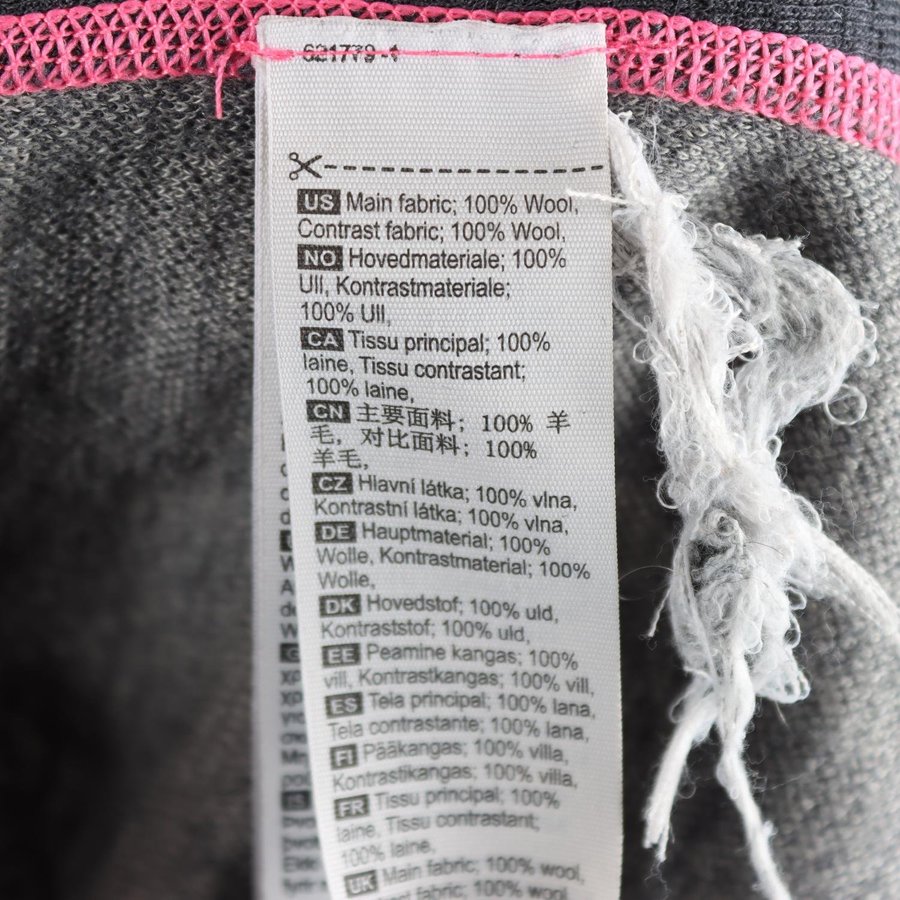 621779-1
US Main fabric; 100% Wool,
Contrast fabric; 100% Wool,
NO Hovedmateriale; 100%
Ull, Kontrastmateriale;
100% Ull,
CA Tissu principal; 100%
laine, Tissu contrastant;
100% laine,
CN 主要面料; 100% 羊
毛, 对比面料; 100%
羊毛,
CZ Hlavní látka; 100% vlna,
Kontrastní látka; 100% vlna,
DE Hauptmaterial; 100%
Wolle, Kontrastmaterial; 100%
Wolle,
DK Hovedstof; 100% uld,
Kontraststof; 100% uld,
EE Peamine kangas; 100%
vill, Kontrastkangas; 100% vill,
ES Tela principal; 100% lana,
Tela contrastante; 100% lana,
FI Pääkangas; 100% villa,
Kontrastikangas; 100% villa,
FR Tissu principal; 100%
laine, Tissu contrastant;
100% laine,
UK Main fabric; 100% wool,
fabric; 100% wool